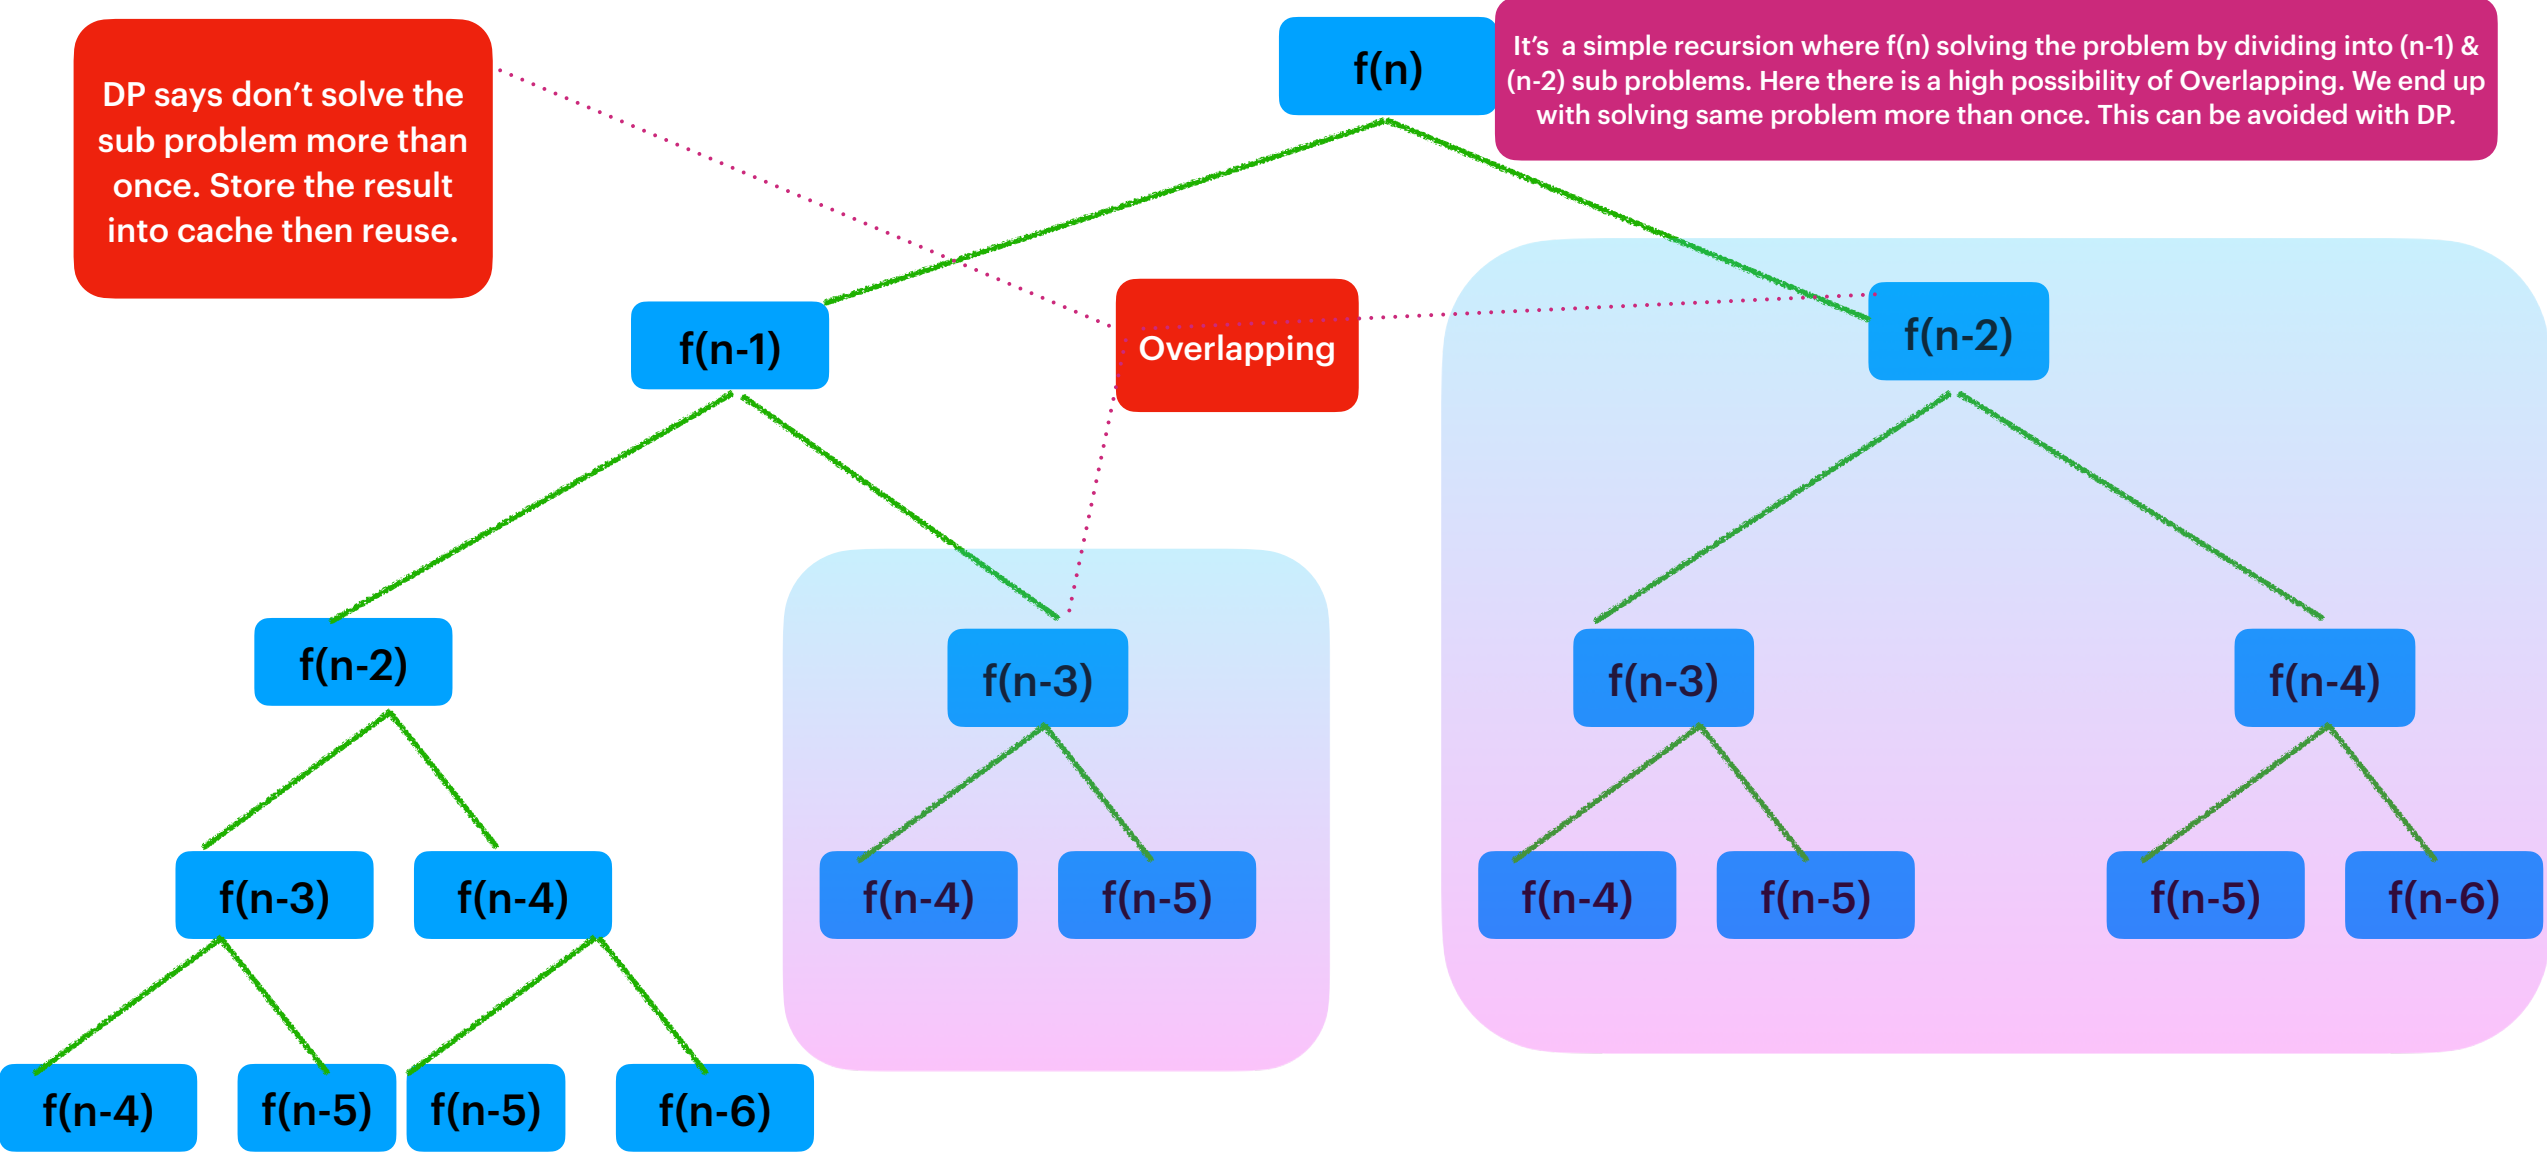 f(n)
It's  a simple recursion where f(n) solving the problem by dividing into (n-1) &
(n-2) sub problems. Here there is a high possibility of Overlapping. We end up
with solving same problem more than once. This can be avoided with DP.
DP says don't solve the
sub problem more than
once. Store the result
into cache then reuse.
f(n-1)
Overlapping
f(n-2)
f(n-2)
f(n-3)
f(n-3)
f(n-4)
f(n-3)
f(n-4)
f(n-4)
f(n-5)
f(n-4)
f(n-5)
f(n-5)
f(n-6)
f(n-4)
f(n-5)
f(n-5)
f(n-6)